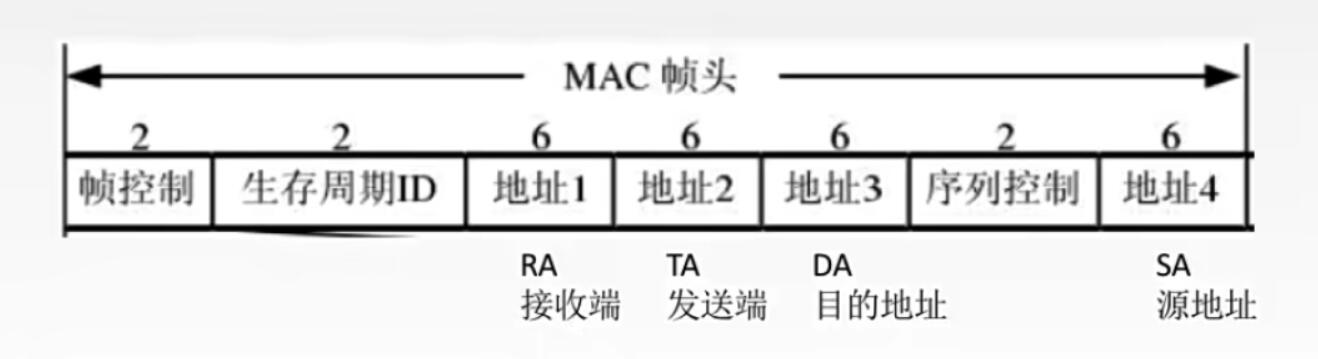 MAC 帧头
2 2 6 6 6 2 6
帧控制 生存周期ID 地址1 地址2 地址3 序列控制 地址4
RA TA DA SA
接收端 发送端 目的地址 源地址